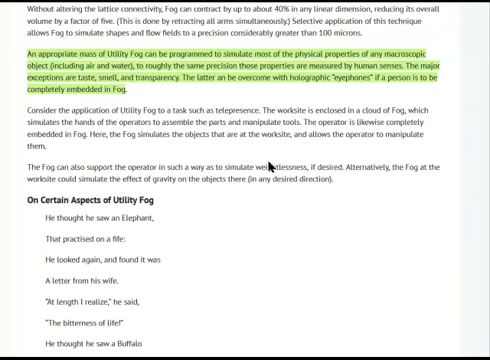 Without altering the lattice connectivity, Fog can contract by up to about 40% in any linear dimension, reducing its overall
volume by a factor of five. (This is done by retracting all arms simultaneously.) Selective application of this technique
allows Fog to simulate shapes and flow fields to a precision considerably greater than 100 microns.
An appropriate mass of Utility Fog can be programmed to simulate most of the physical properties of any macroscopic
object (including air and water), to roughly the same precision those properties are measured by human senses. The major
exceptions are taste, smell, and transparency. The latter an be overcome with holographic "eyephones" if a person is to be
completely embedded in Fog.
Consider the application of Utility Fog to a task such as telepresence. The worksite is enclosed in a cloud of Fog, which
simulates the hands of the operators to assemble the parts and manipulate tools. The operator is likewise completely
embedded in Fog. Here, the Fog simulates the objects that are at the worksite, and allows the operator to manipulate
them.
The Fog can also support the operator in such a way as to simulate weightlessness, if desired. Alternatively, the Fog at the
worksite could simulate the effect of gravity on the objects there (in any desired direction).
On Certain Aspects of Utility Fog
He thought he saw an Elephant,
That practised on a fife:
He looked again, and found it was
A letter from his wife.
"At length I realize," he said,
"The bitterness of life!"
He thought he saw a Buffalo